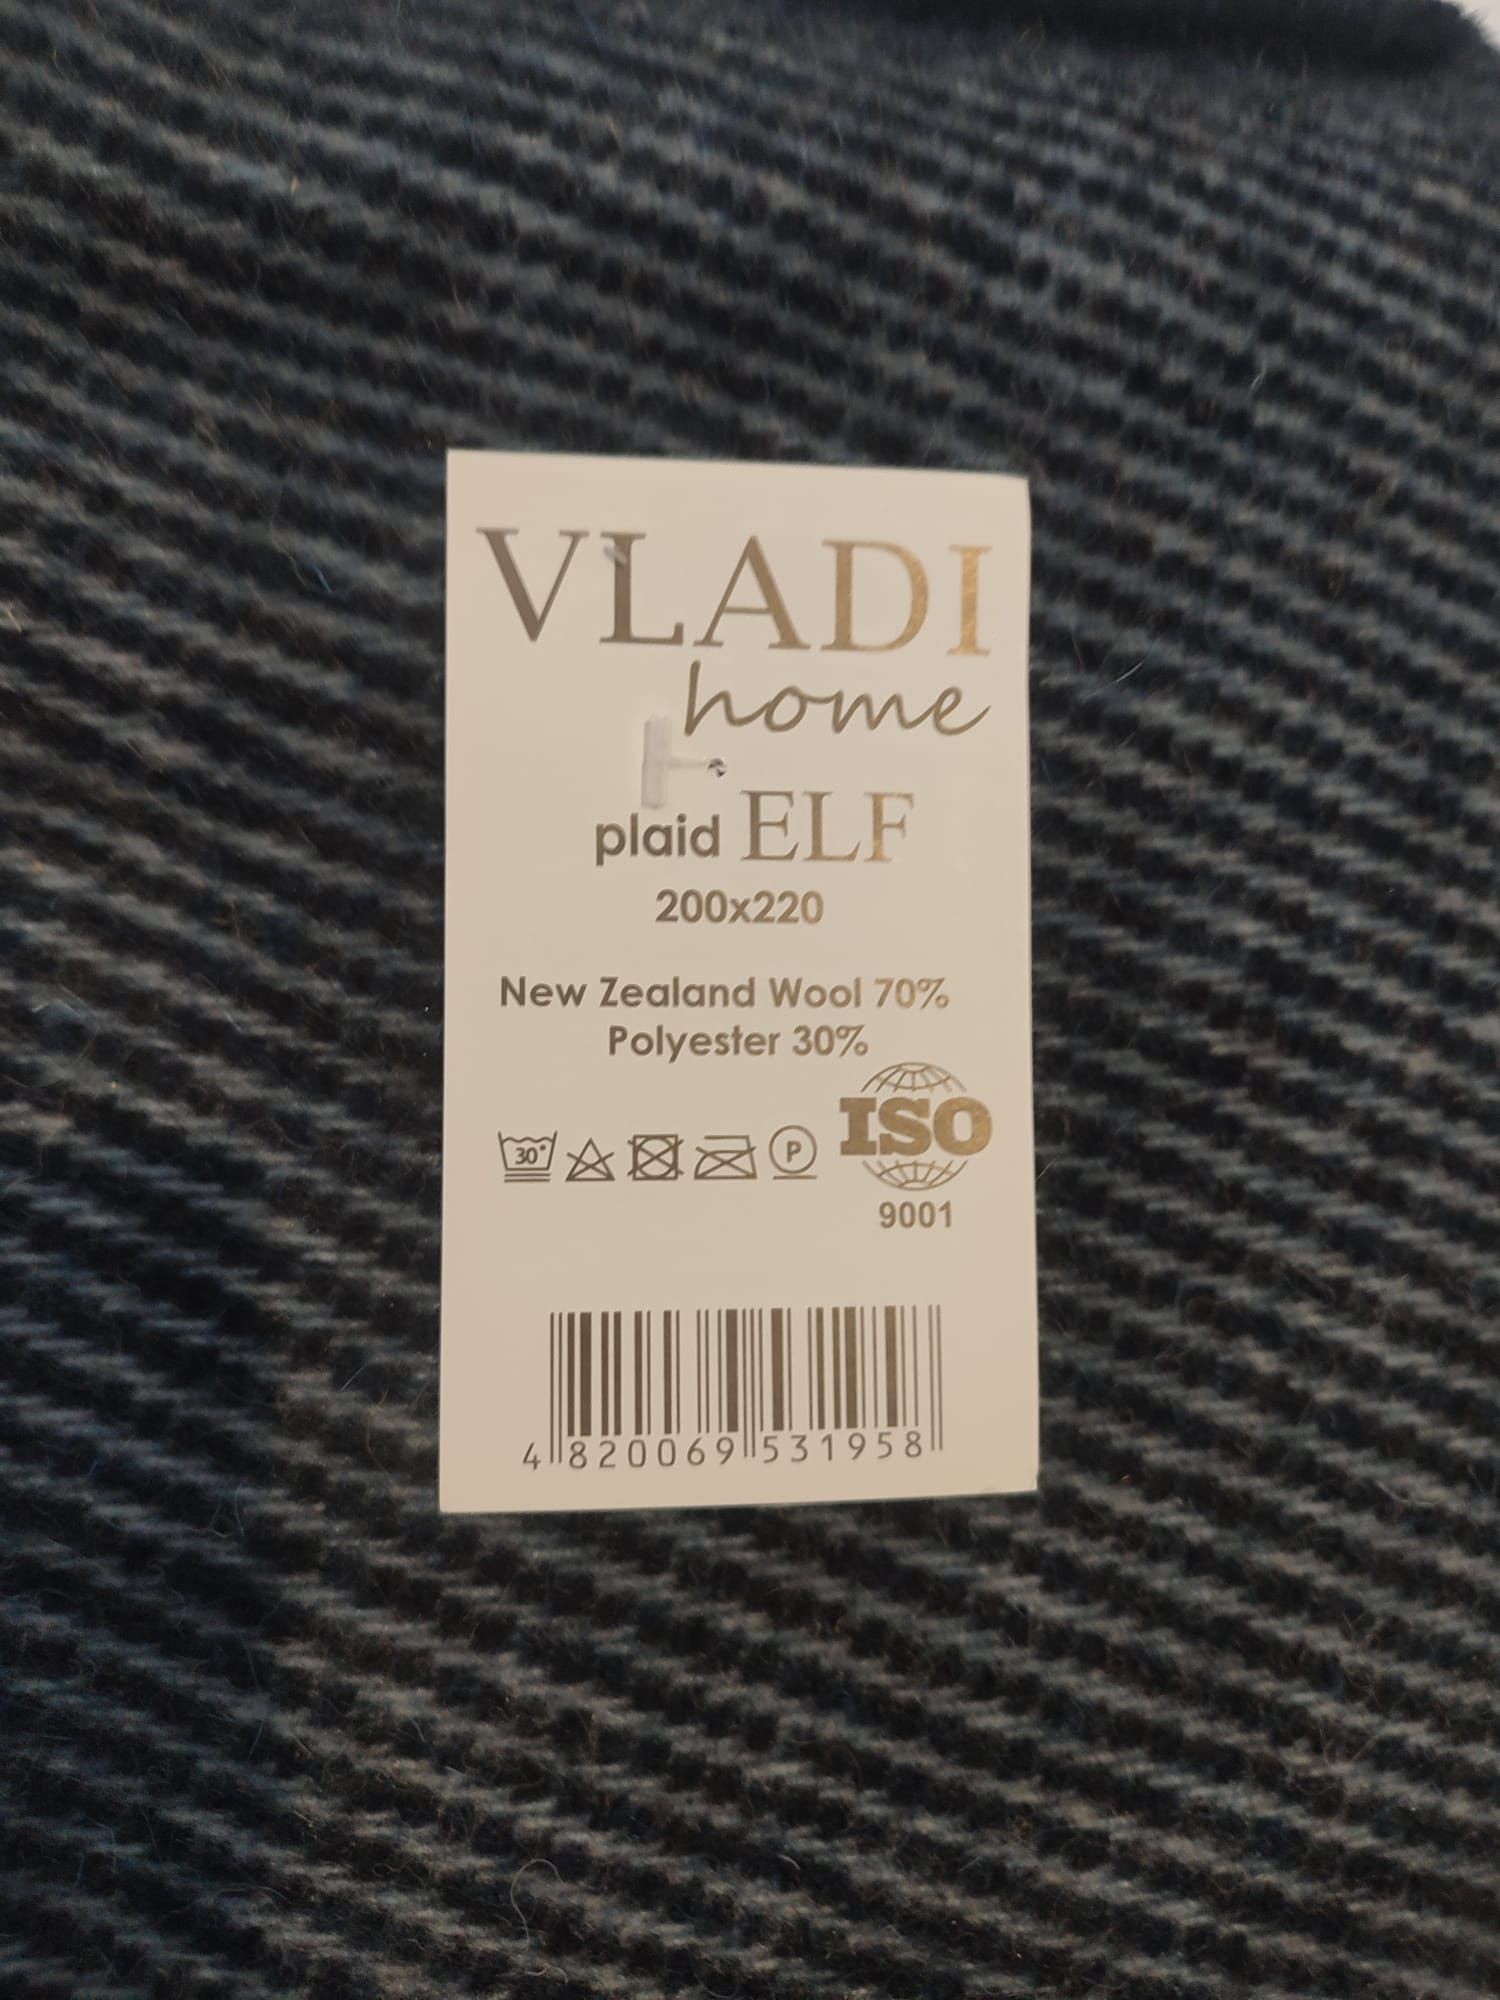 VLADI
home
plaid ELF
200x220
New Zealand Wool 70%
Polyester 30%
30°
P
ISO
9001
4 820069 531958